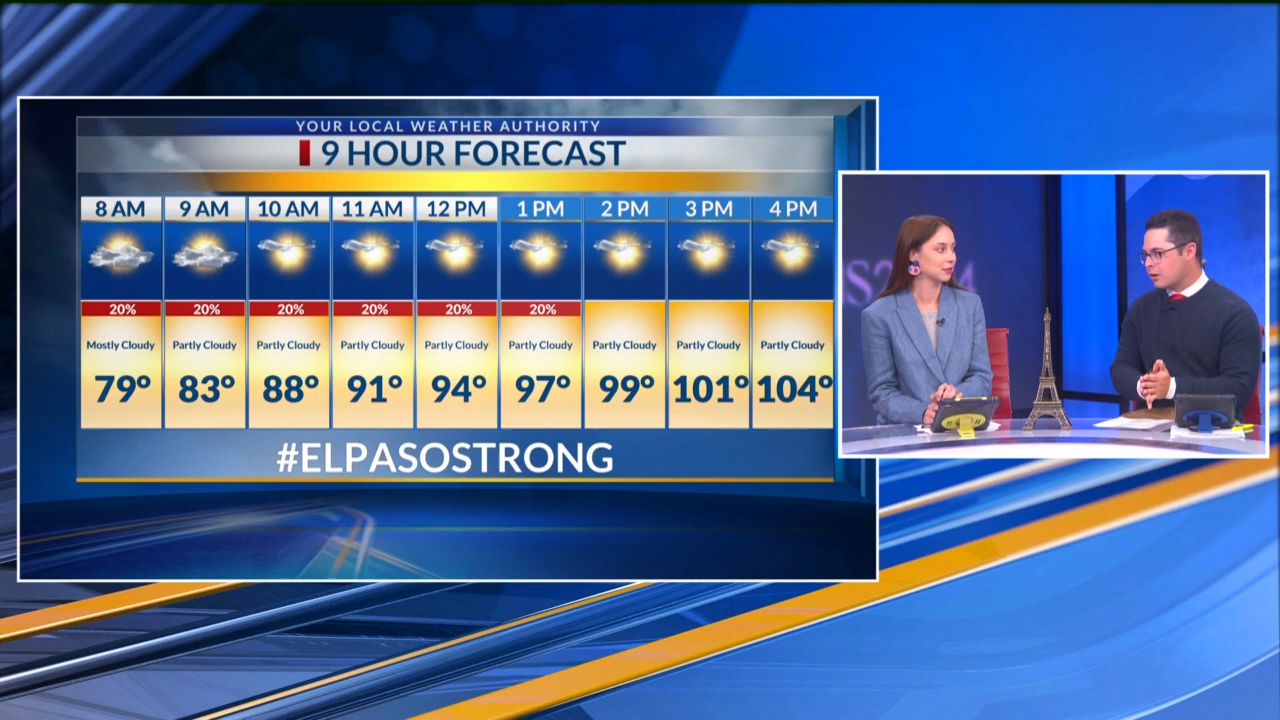 YOUR LOCAL WEATHER AUTHORITY
9 HOUR FORECAST
8 AM 9 AM 10 AM 11 AM 12 PM 1 PM 2 PM 3 PM 4 PM
20% 20% 20% 20% 20% 20%
Mostly Cloudy Partly Cloudy Partly Cloudy Partly Cloudy Partly Cloudy Partly Cloudy Partly Cloudy Partly Cloudy Partly Cloudy
79° 83° 88° 91° 94° 97° 99° 101° 104°
#ELPASOSTRONG